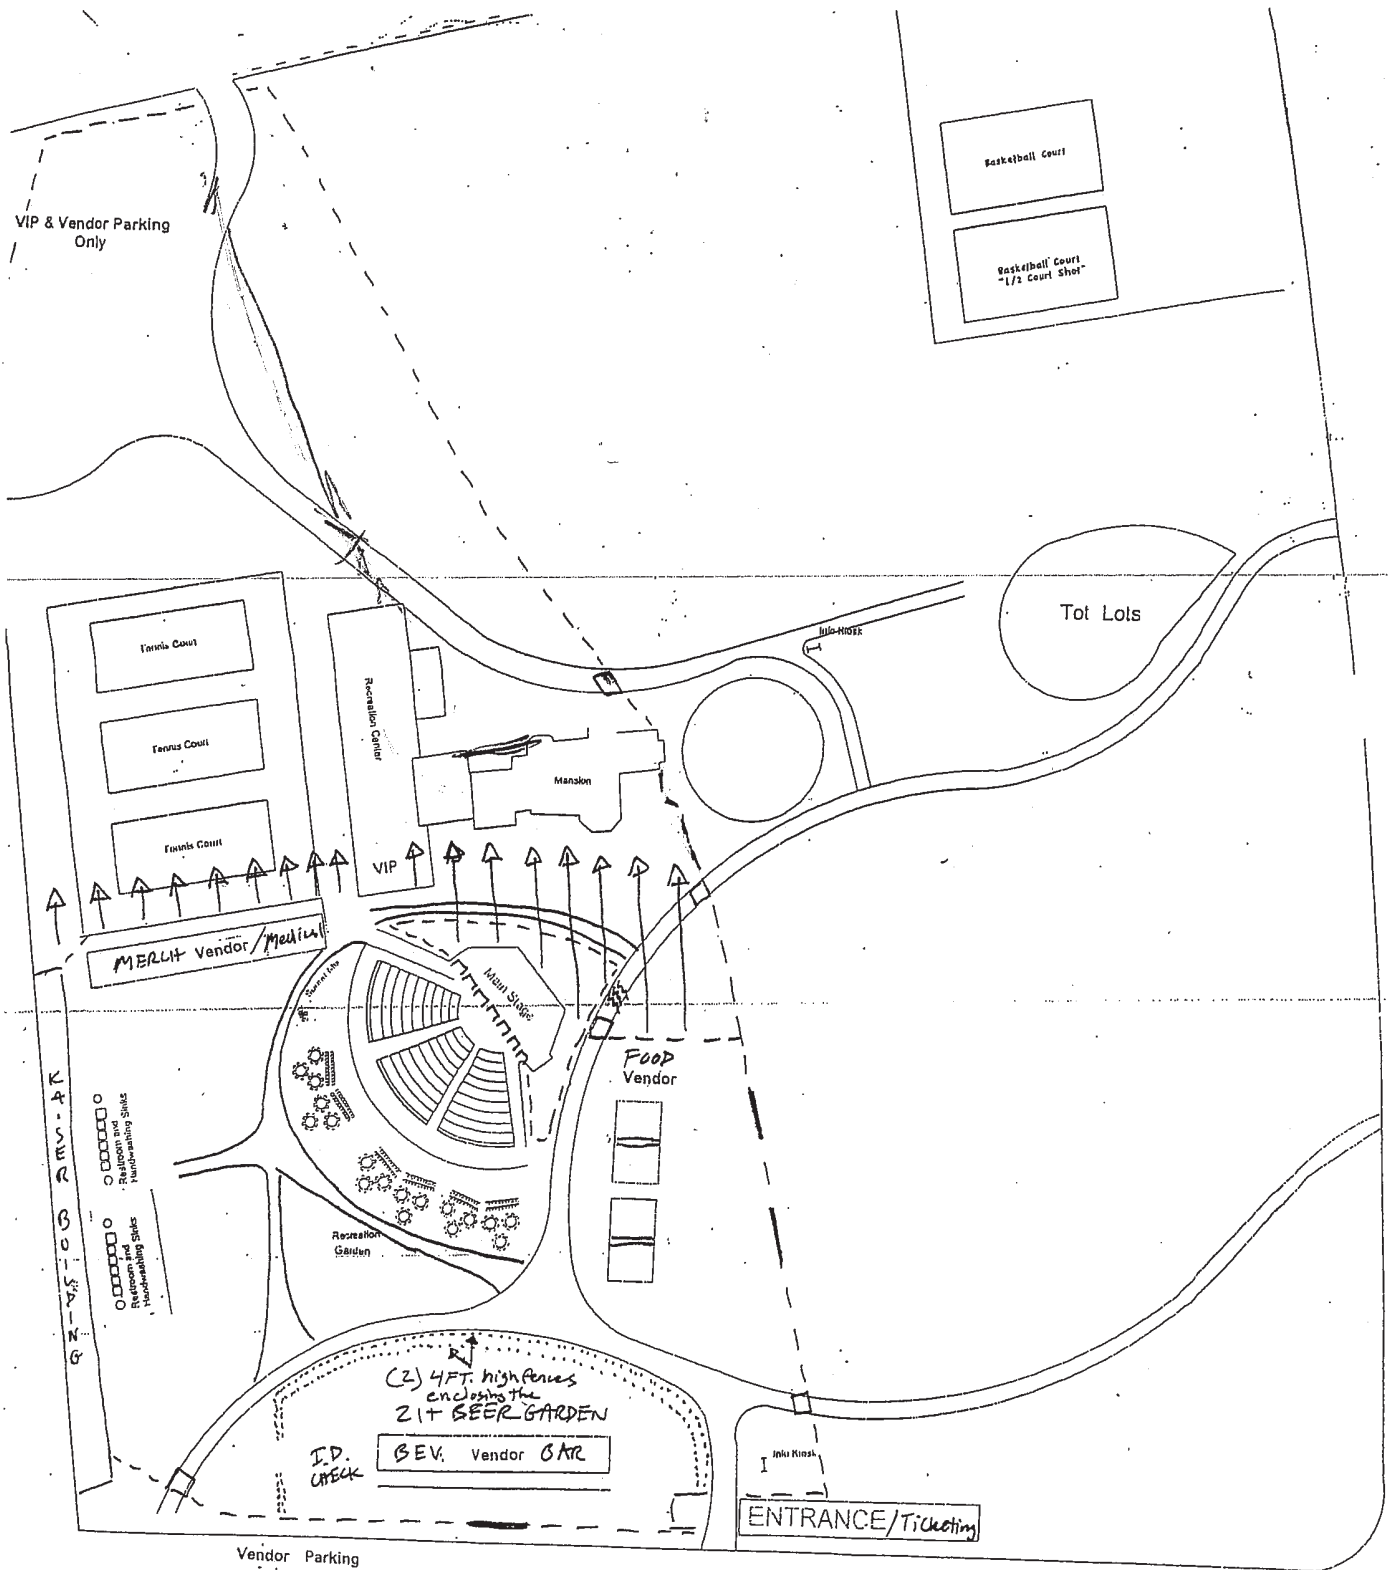 Basketball Court
Basketball Court
"1/2 Court Shot"
VIP & Vendor Parking
Only
Tot Lots
Info Kiosk
Tennis Court
Tennis Court
Tennis Court
Recreation Center
Mansion
VIP
MERCH Vendor/Medical
Main Stage
FOOD
Vendor
KAISER BUILDING
Restroom and
Handwashing Sinks
Restroom and
Handwashing Sinks
Recreation
Garden
(2) 4FT. high fences
enclosing the
21+ BEER GARDEN
I.D.
CHECK
BEV. Vendor BAR
Info Kiosk
ENTRANCE/Ticketing
Vendor Parking